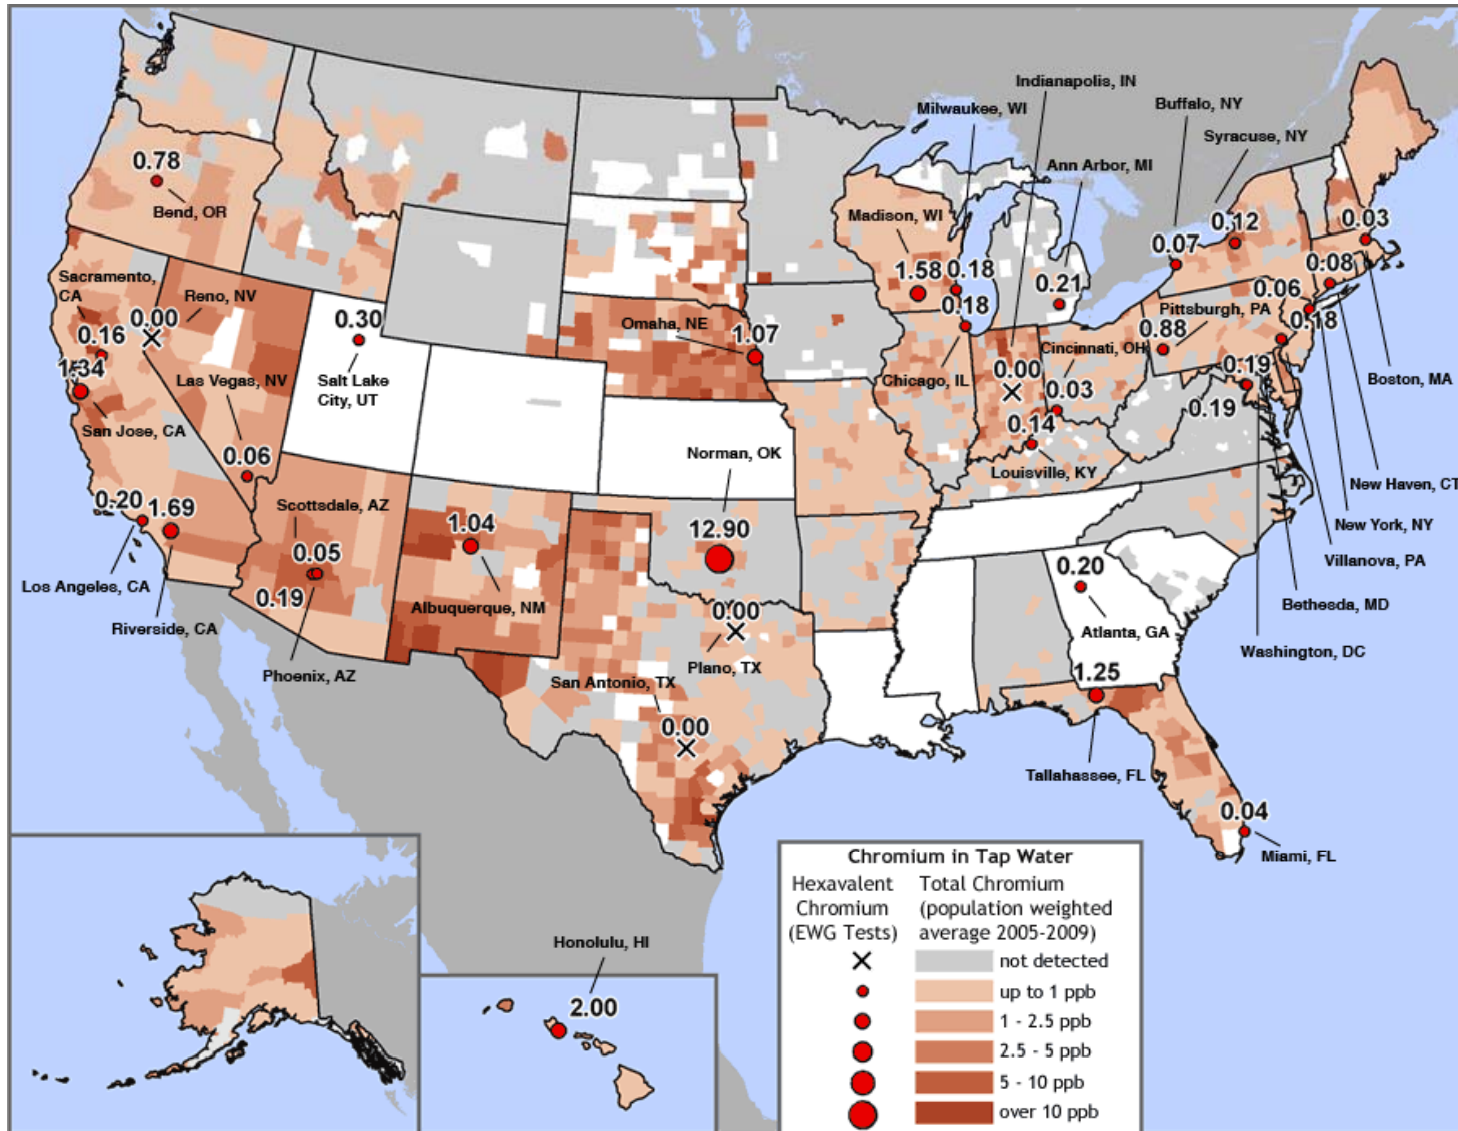 Indianapolis, IN
Milwaukee, WI
Buffalo, NY
Syracuse, NY
Ann Arbor, MI
0.78
Bend, OR
Madison, WI
0.12
0.03
0.07
1.58
0.18
0.21
0.08
0.06
Sacramento,
CA
Reno, NV
0.00
0.16
0.30
Omaha, NE
1.07
0.18
Pittsburgh, PA
0.18
0.88
Cincinnati, OH
1.34
Las Vegas, NV
Salt Lake
City, UT
Chicago, IL
0.00
0.03
0.19
Boston, MA
0.19
San Jose, CA
0.14
0.06
Norman, OK
Louisville, KY
New Haven, CT
0.20
1.69
Scottsdale, AZ
1.04
12.90
New York, NY
0.05
Villanova, PA
Los Angeles, CA
0.19
Albuquerque, NM
0.00
0.20
Bethesda, MD
Riverside, CA
Atlanta, GA
Washington, DC
Phoenix, AZ
Plano, TX
San Antonio, TX
1.25
0.00
Tallahassee, FL
0.04
Miami, FL
Honolulu, HI
2.00
Chromium in Tap Water
Hexavalent
Chromium
(EWG Tests)
Total Chromium
(population weighted
average 2005-2009)
not detected
up to 1 ppb
1 - 2.5 ppb
2.5 - 5 ppb
5 - 10 ppb
over 10 ppb